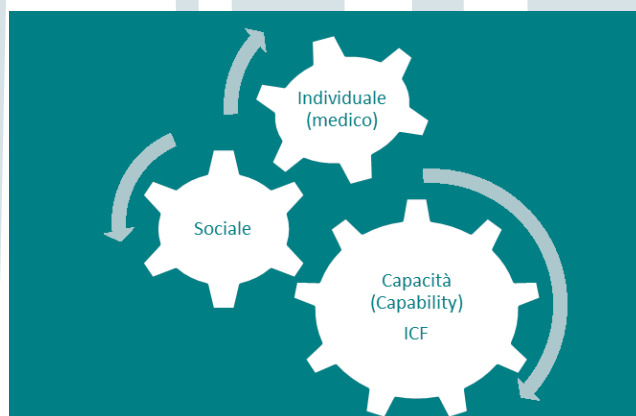 Individuale
(medico)
Sociale
Capacità
(Capability)
ICF